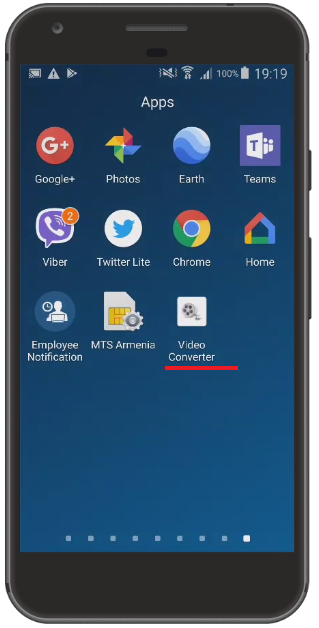 100% 19:19
Apps
G+
Google+
Photos
Earth
T
Teams
2
Viber
Twitter Lite
Chrome
Home
Employee
Notification
MTS Armenia
Video
Converter